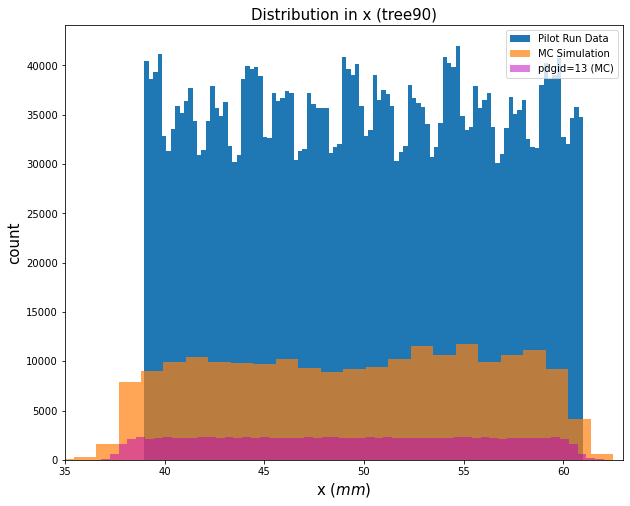 Distribution in x (tree90)
Pilot Run Data
MC Simulation
pdgid=13 (MC)
count
40000
35000
30000
25000
20000
15000
10000
5000
0
35 40 45 50 55 60
x (mm)